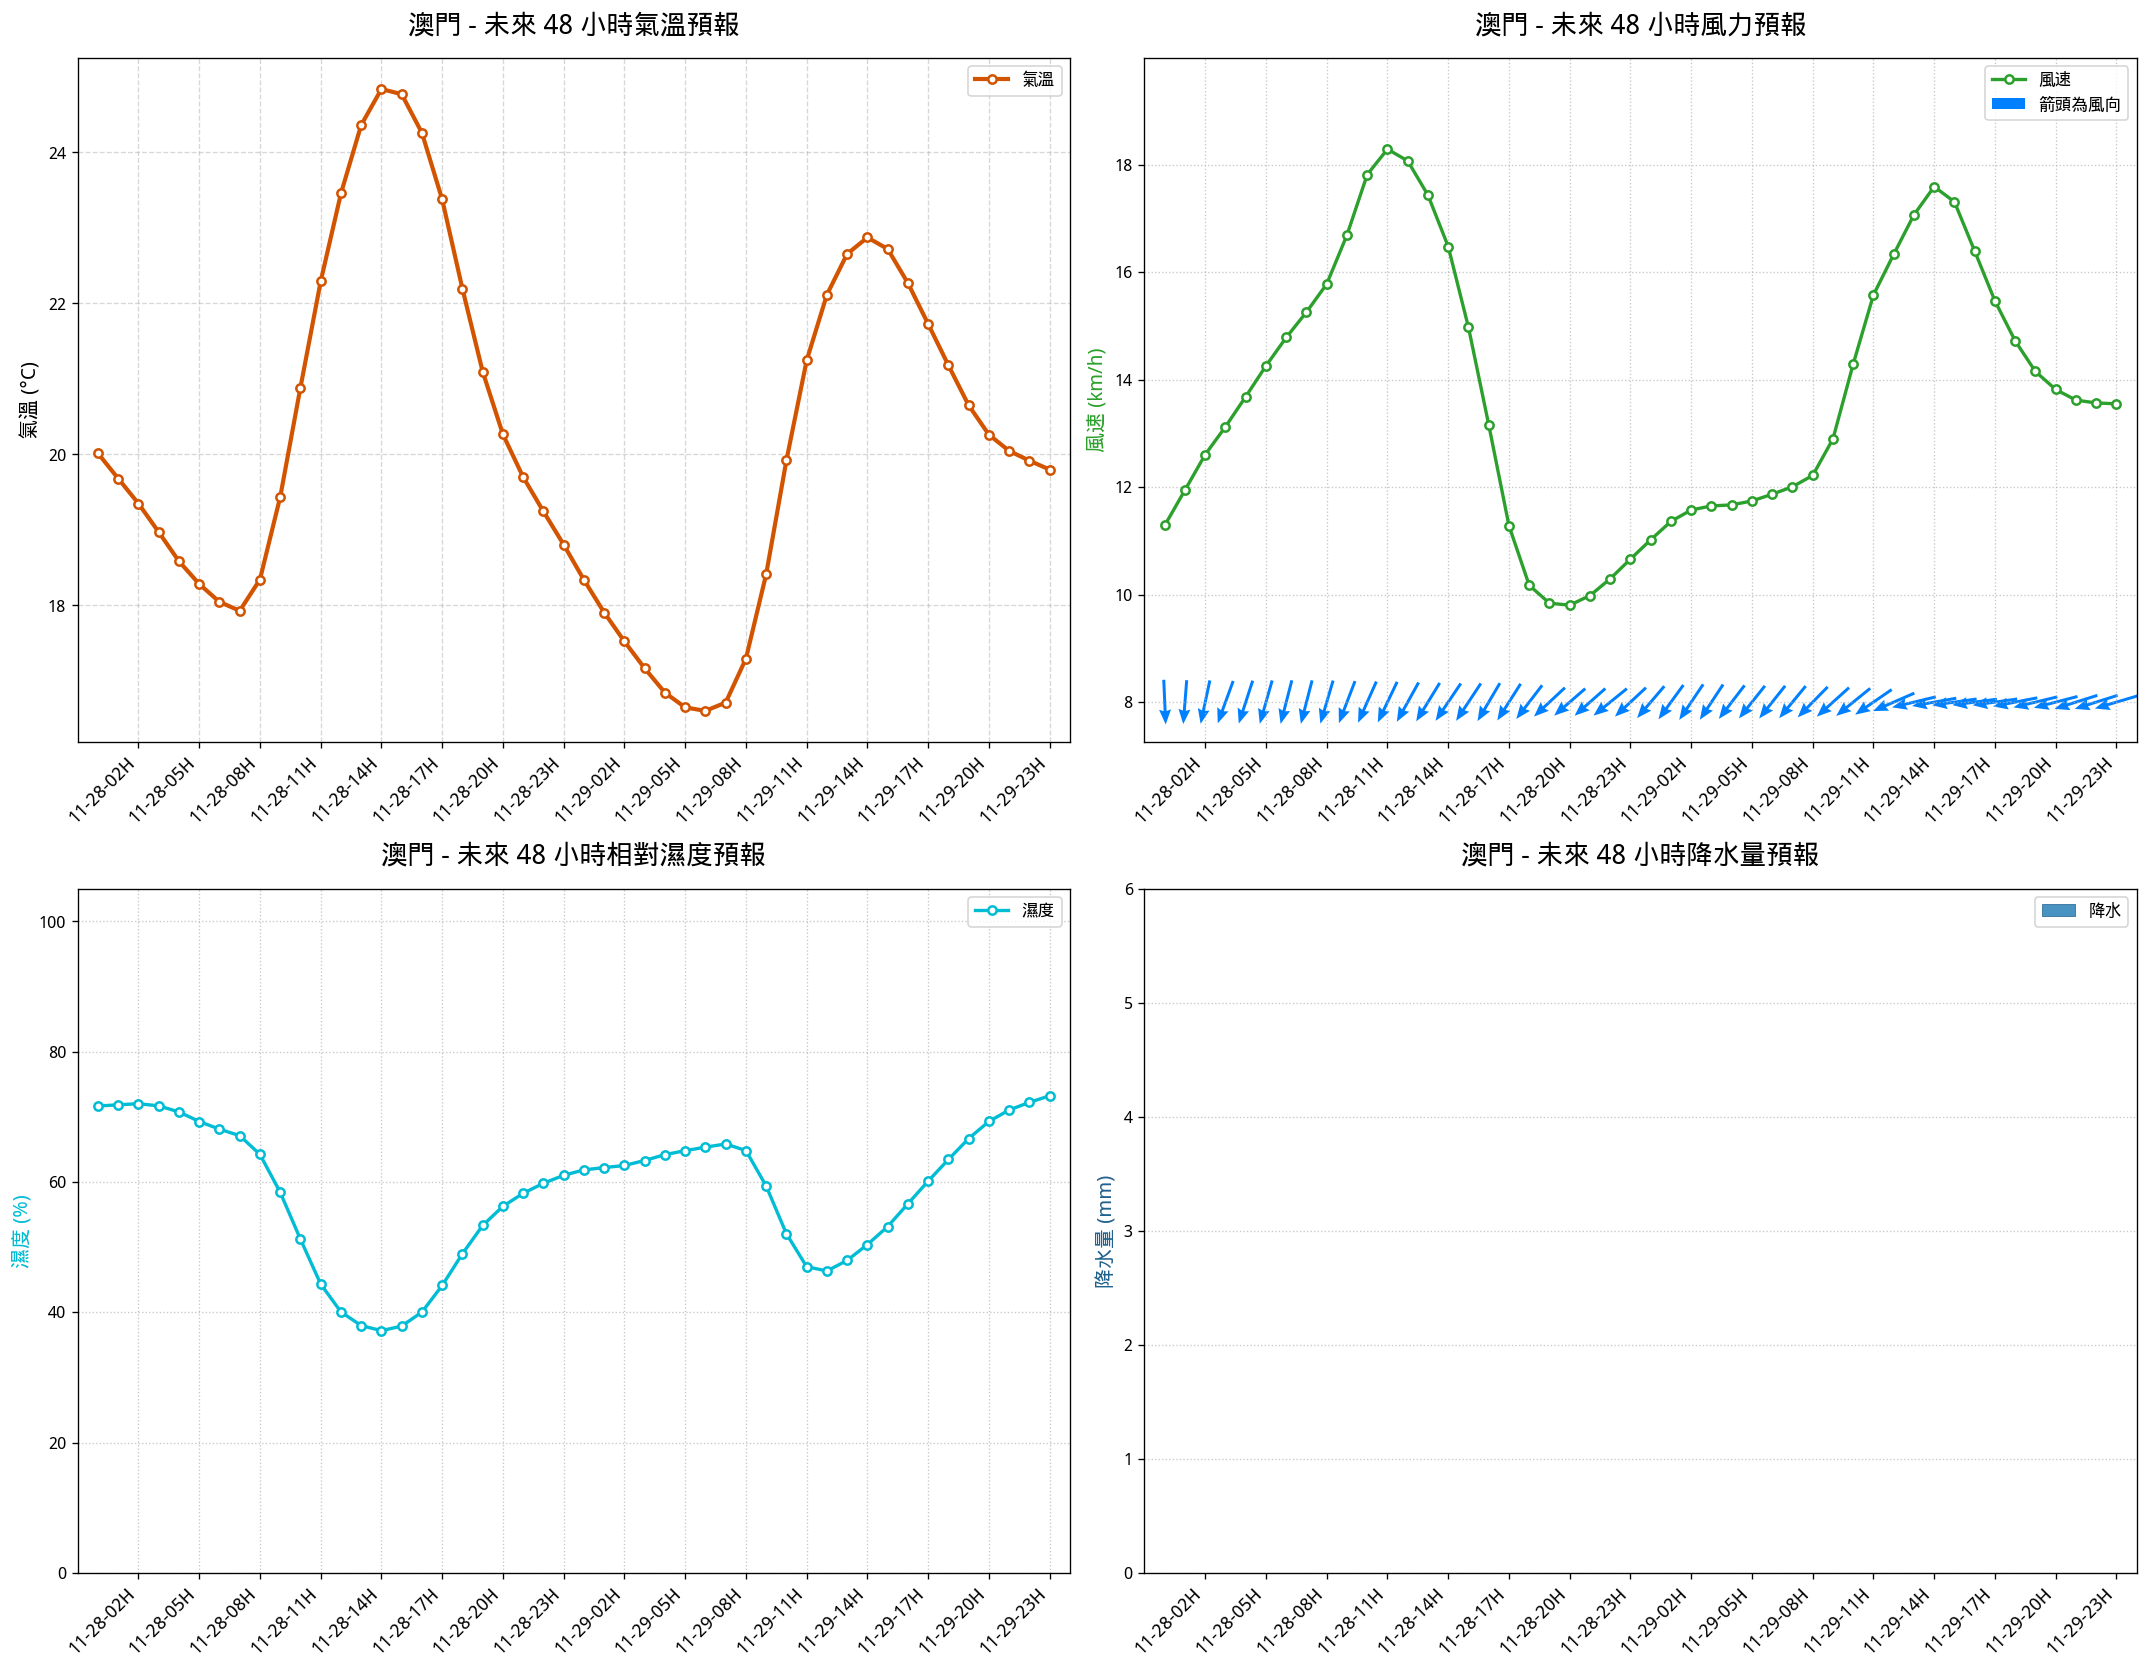 澳門 - 未來 48 小時氣溫預報
氣溫
氣溫 (°C)
24
22
20
18
11-28-02H
11-28-05H
11-28-08H
11-28-11H
11-28-14H
11-28-17H
11-28-20H
11-28-23H
11-29-02H
11-29-05H
11-29-08H
11-29-11H
11-29-14H
11-29-17H
11-29-20H
11-29-23H
澳門 - 未來 48 小時風力預報
風速
箭頭為風向
風速 (km/h)
18
16
14
12
10
8
11-28-02H
11-28-05H
11-28-08H
11-28-11H
11-28-14H
11-28-17H
11-28-20H
11-28-23H
11-29-02H
11-29-05H
11-29-08H
11-29-11H
11-29-14H
11-29-17H
11-29-20H
11-29-23H
澳門 - 未來 48 小時相對濕度預報
濕度
濕度 (%)
100
80
60
40
20
0
11-28-02H
11-28-05H
11-28-08H
11-28-11H
11-28-14H
11-28-17H
11-28-20H
11-28-23H
11-29-02H
11-29-05H
11-29-08H
11-29-11H
11-29-14H
11-29-17H
11-29-20H
11-29-23H
澳門 - 未來 48 小時降水量預報
降水
降水量 (mm)
6
5
4
3
2
1
0
11-28-02H
11-28-05H
11-28-08H
11-28-11H
11-28-14H
11-28-17H
11-28-20H
11-28-23H
11-29-02H
11-29-05H
11-29-08H
11-29-11H
11-29-14H
11-29-17H
11-29-20H
11-29-23H